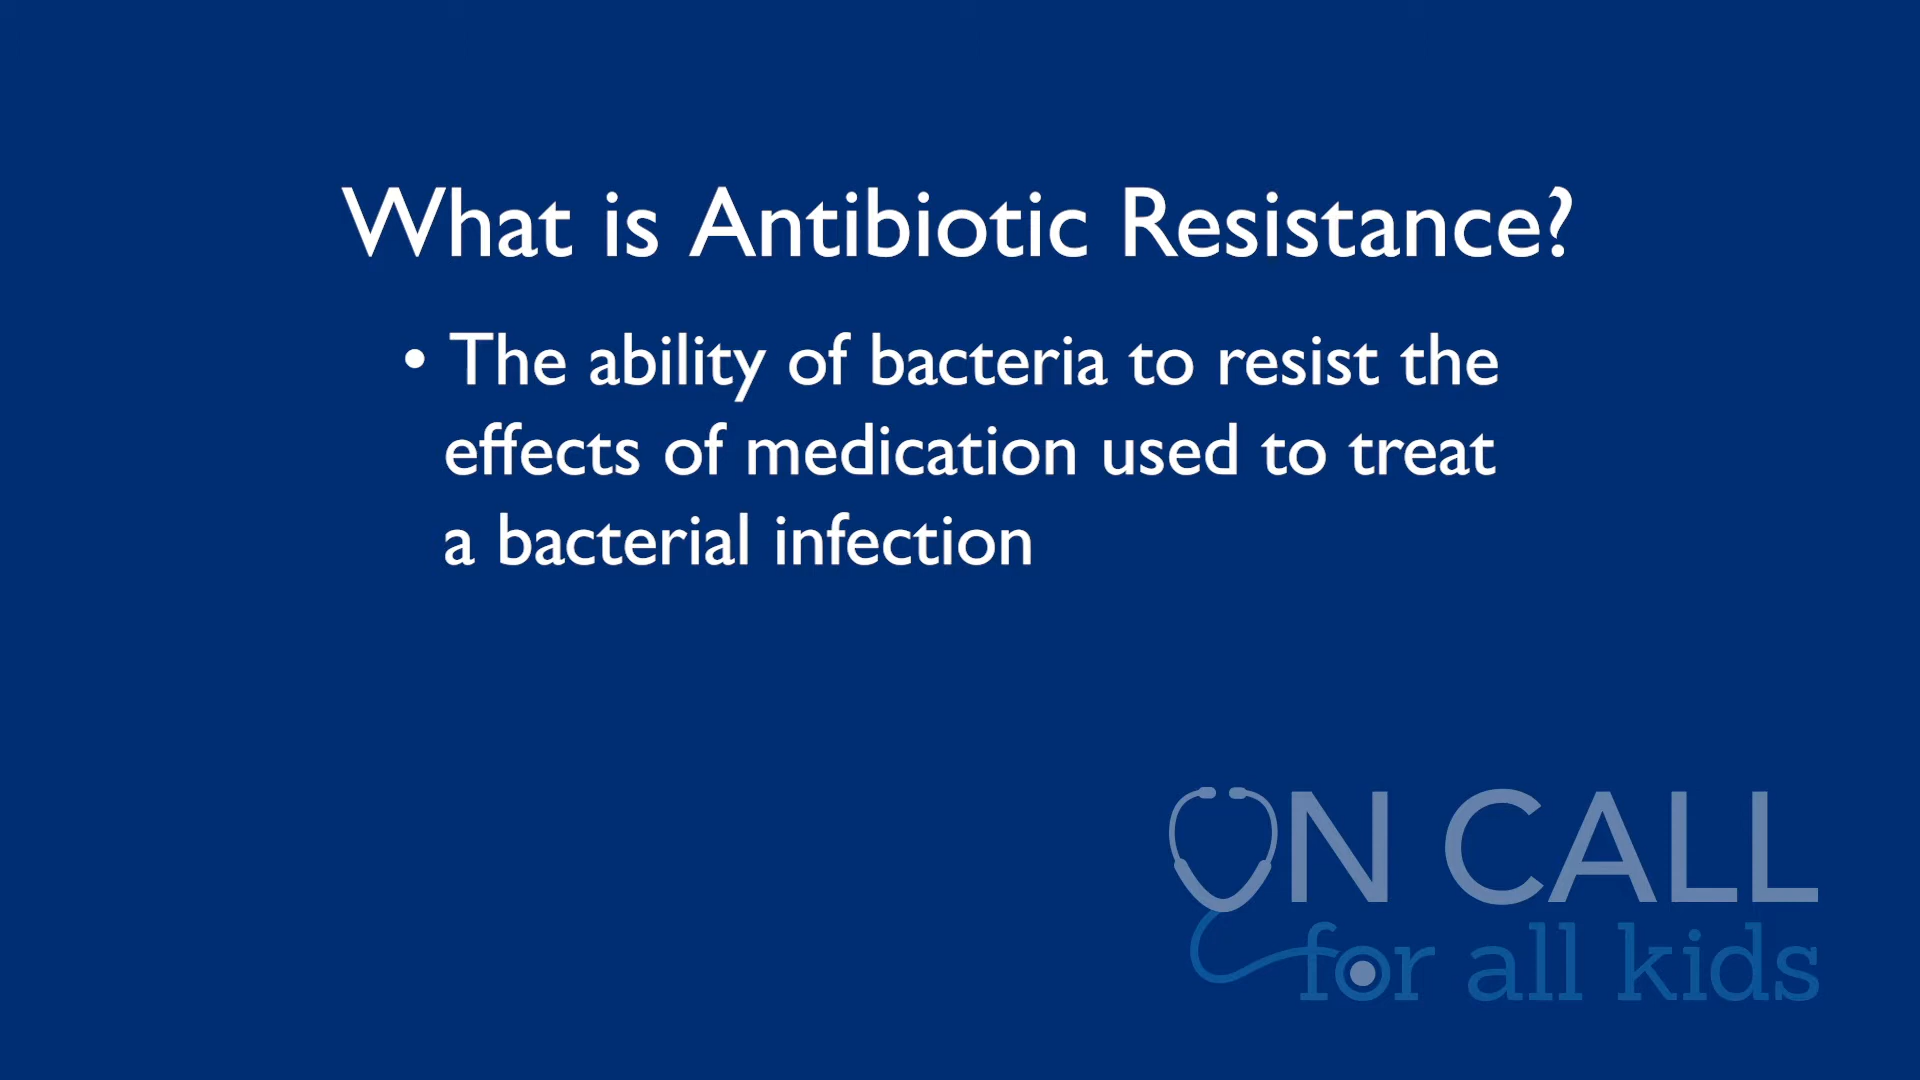 What is Antibiotic Resistance?
• The ability of bacteria to resist the
effects of medication used to treat
a bacterial infection
ON CALL
for all kids